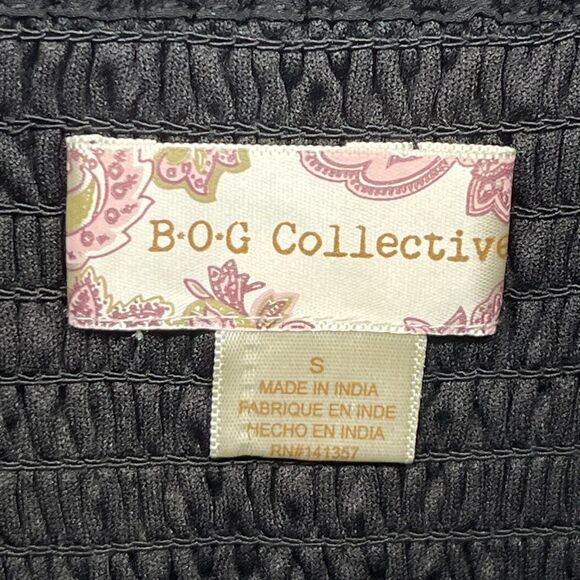 B·O·G Collective
S
MADE IN INDIA
FABRIQUE EN INDE
HECHO EN INDIA
RN#141357